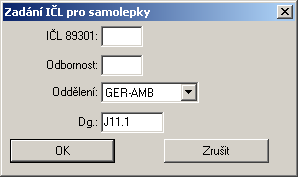 Zadání IČL pro samolepky
IČL 89301:
Odbornost:
Oddělení: GER-AMB
Dg.: J11.1
OK Zrušit